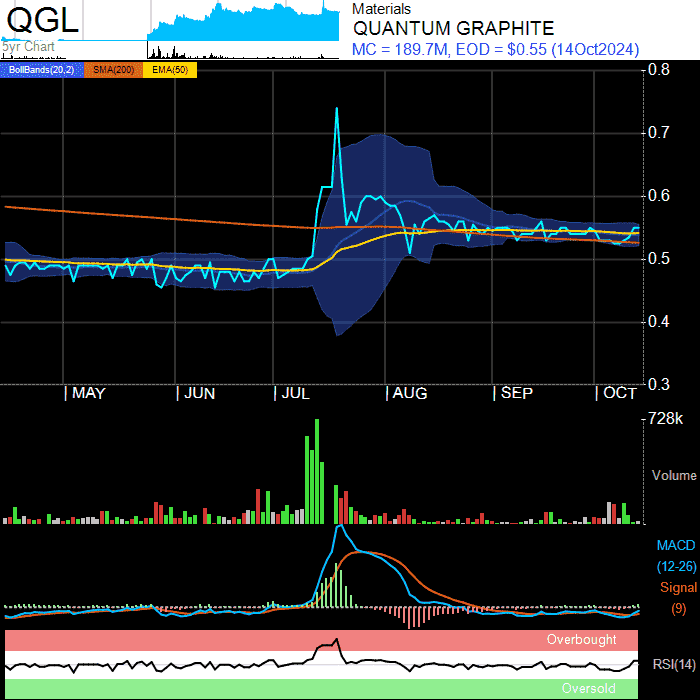 QGL
5yr Chart
Materials
QUANTUM GRAPHITE
MC = 189.7M, EOD = $0.55 (14Oct2024)
BollBands(20,2) SMA(200) EMA(50)
0.8
0.7
0.6
0.5
0.4
0.3
MAY JUN JUL AUG SEP OCT
728k
Volume
MACD
(12-26)
Signal
(9)
Overbought
RSI(14)
Oversold